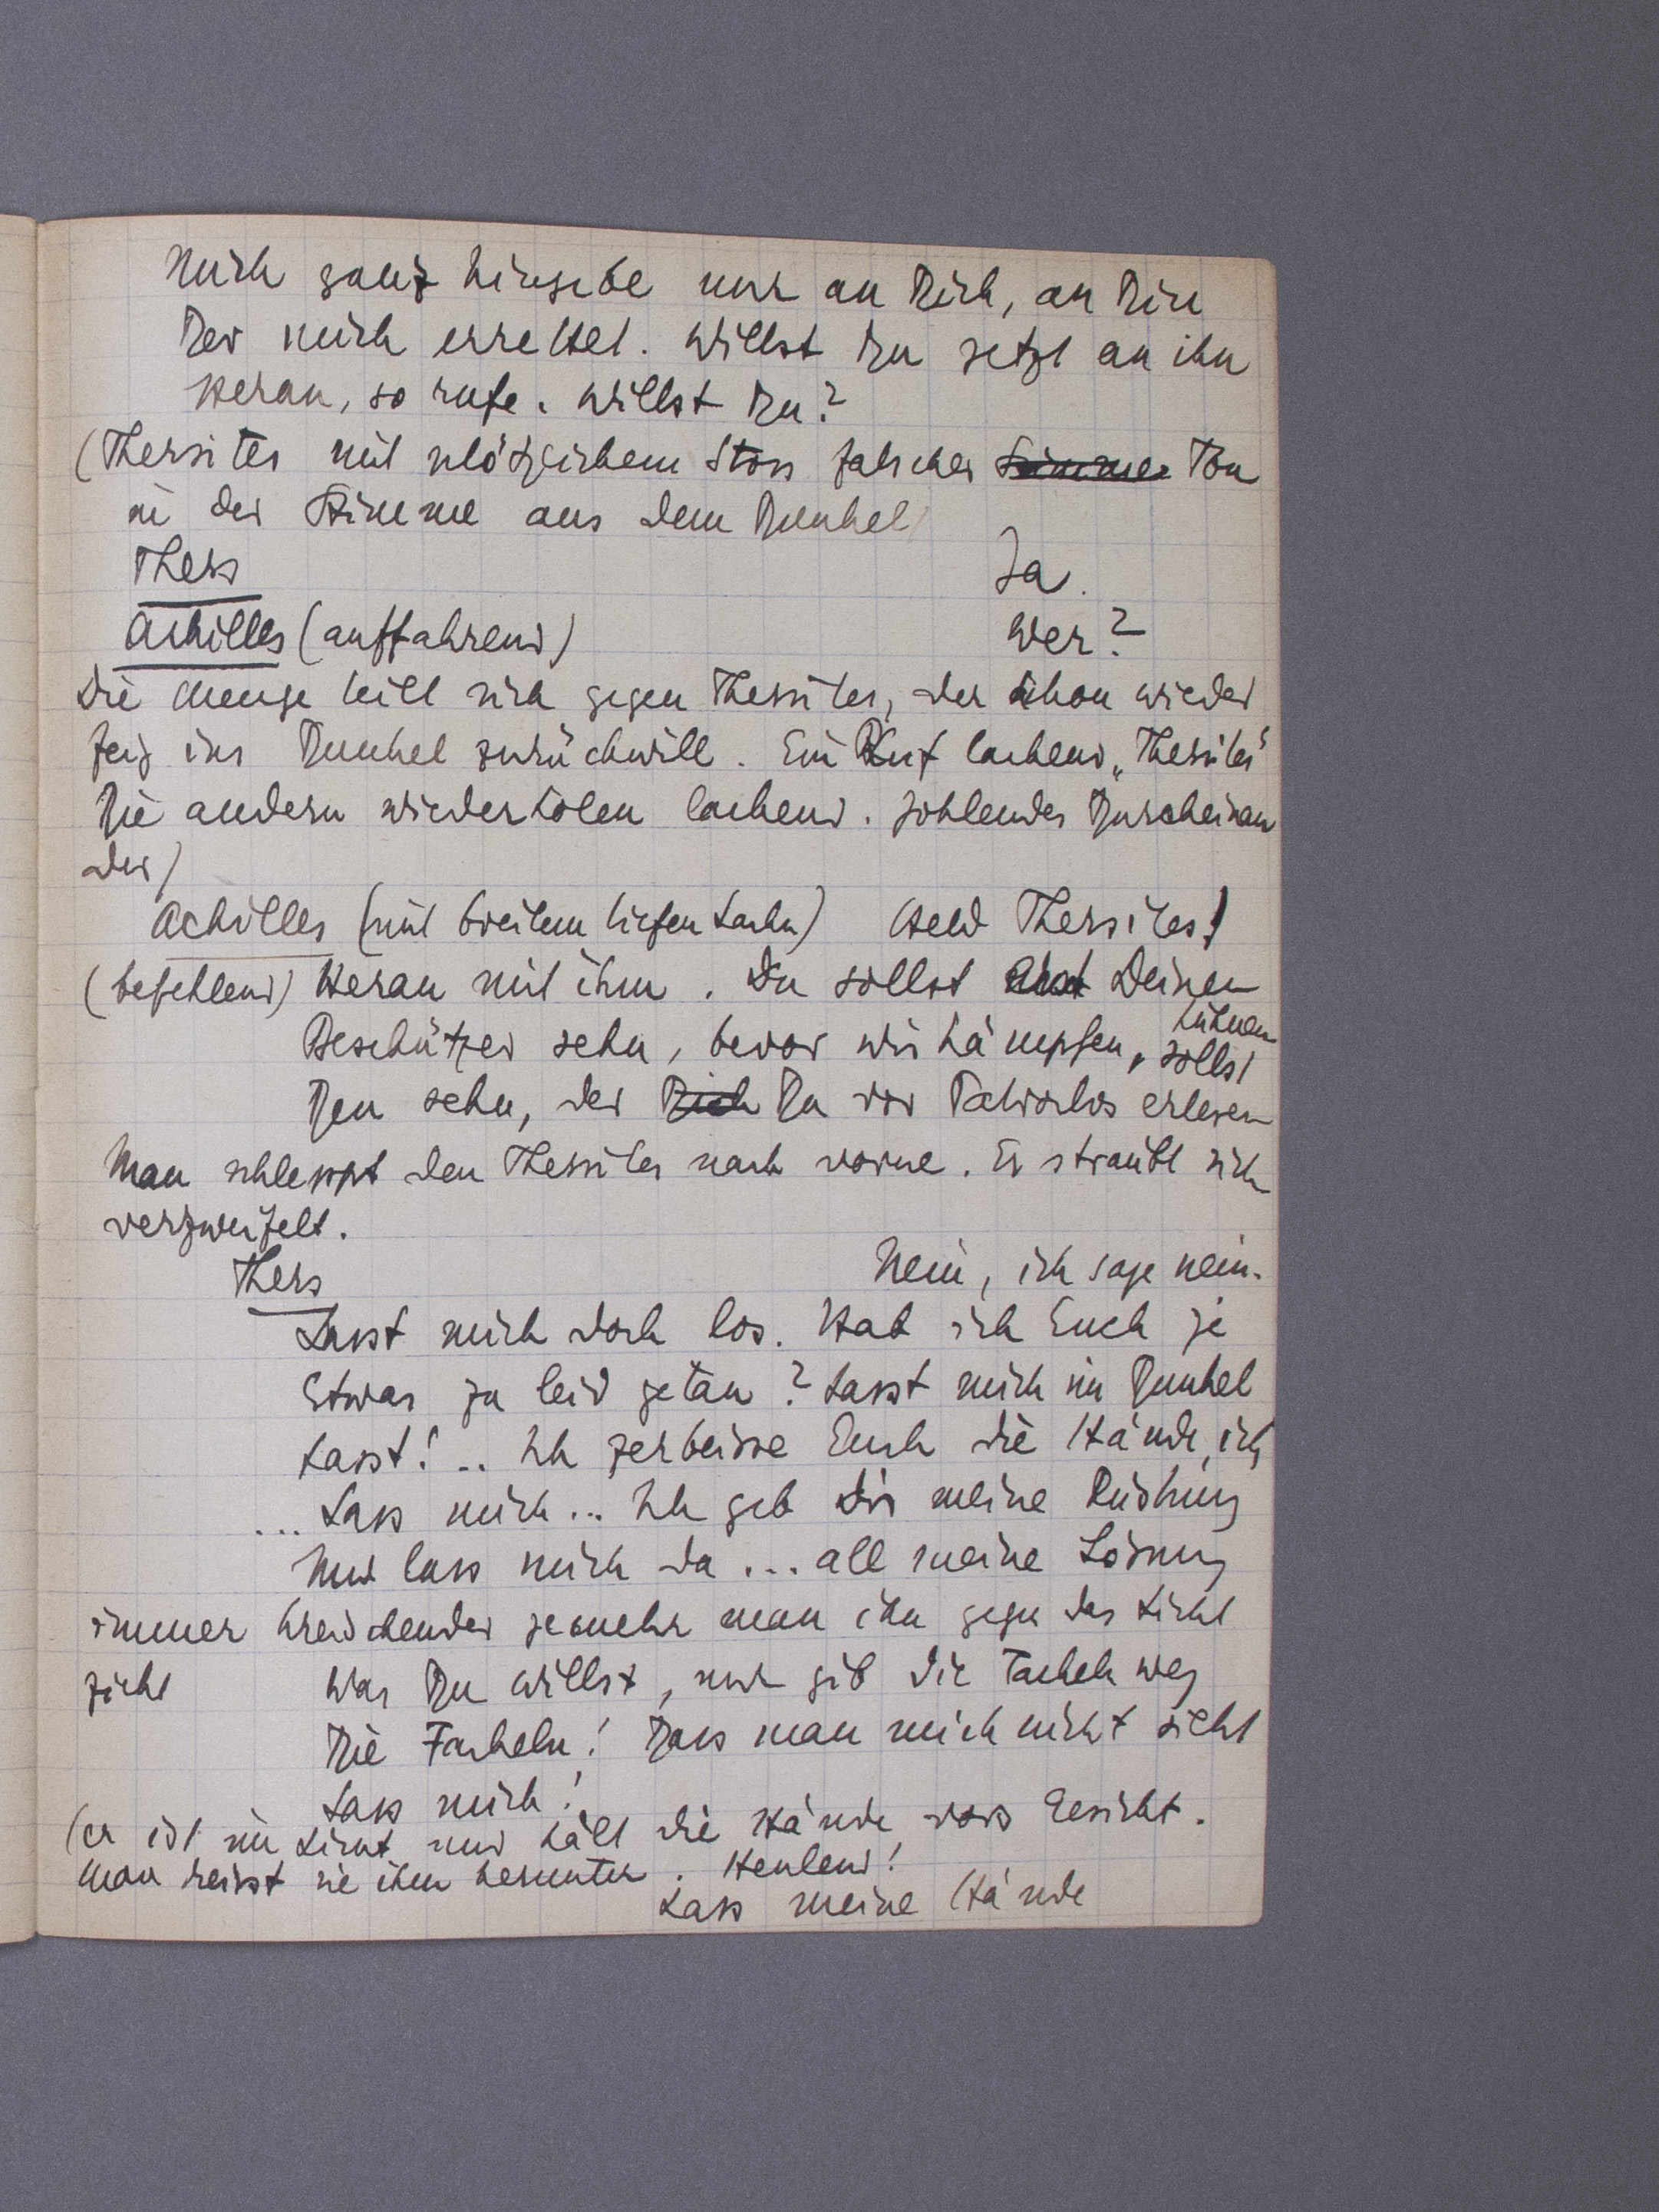 Mich ganz hingebe nur an Dich, an Din
Der mich errettet. Willst Du jetzt an ihn
Heran, so rufe. Willst Du?
(Thersites mit plötzlichem Stoss falscher Stimme Ton
in der Stimme aus dem Dunkel
Thers Ja.
Achilles (auffahrend) Wer?
Die Menge teilt sich gegen Thersites, der schon wieder
feig ins Dunkel zurückwill. Ein Ruf lachend „Thersites"
Die andern wiederholen lachend. Johlendes Durcheinan
der)
Achilles (mit breitem tiefen Lachn) Held Thersites!
(befehlend) Heran mit ihm. Du sollst Deinen
kühnen
Beschützer sehn, bevor wir kämpfen, sollst
Den sehn, der Dich Du vor Patroklos erlesen
Man schleppt den Thersites nach vorne. Er sträubt sich
verzweifelt.
Thers Nein, ich sage nein.
Lasst mich doch los. Hab ich Euch je
Etwas zu leid getan? Lasst mich im Dunkel
Lasst! .. Ich zerbeisse Euch die Hände, ich
... Lass mich... Ich geb dir meine Rüstung
Nur lass mich da ... all meine Löhnung
immer kreischender jemehr man ihn gegen das Licht
zieht Was Du willst, nur gib die Fackeln weg
Die Fackeln! Dass man mich nicht sieht
Lass mich!
(er ist im Licht und hält die Hände vors Gesicht.
Man reisst sie ihm herunter. Heulend!
Lass meine Hände